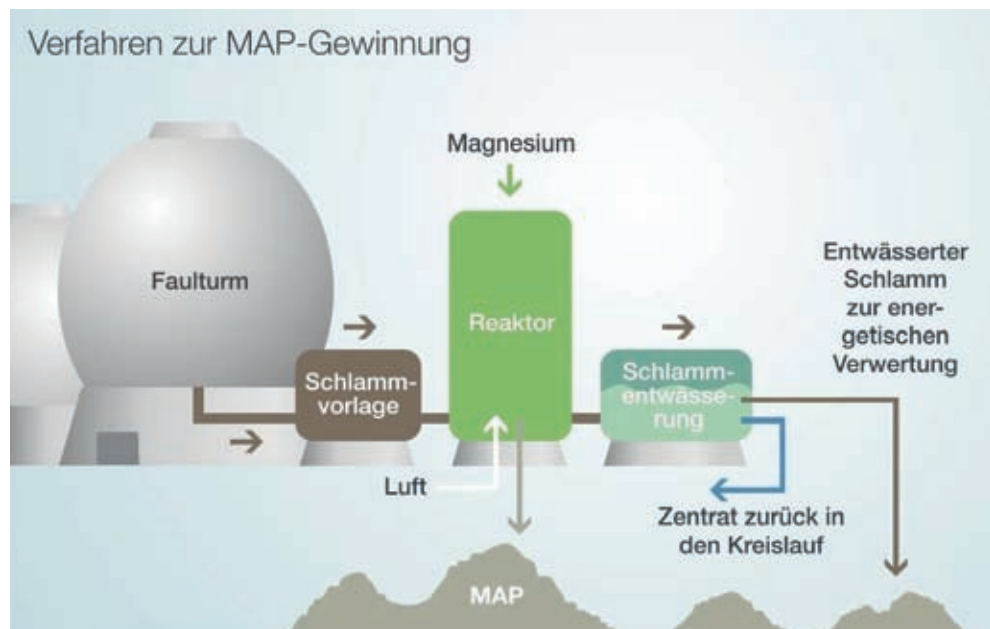 Verfahren zur MAP-Gewinnung
Magnesium
Faulturm
Reaktor
Schlamm-
vorlage
Schlamm-
entwässe-
rung
Entwässerter
Schlamm
zur ener-
getischen
Verwertung
Luft
Zentrat zurück in
den Kreislauf
MAP